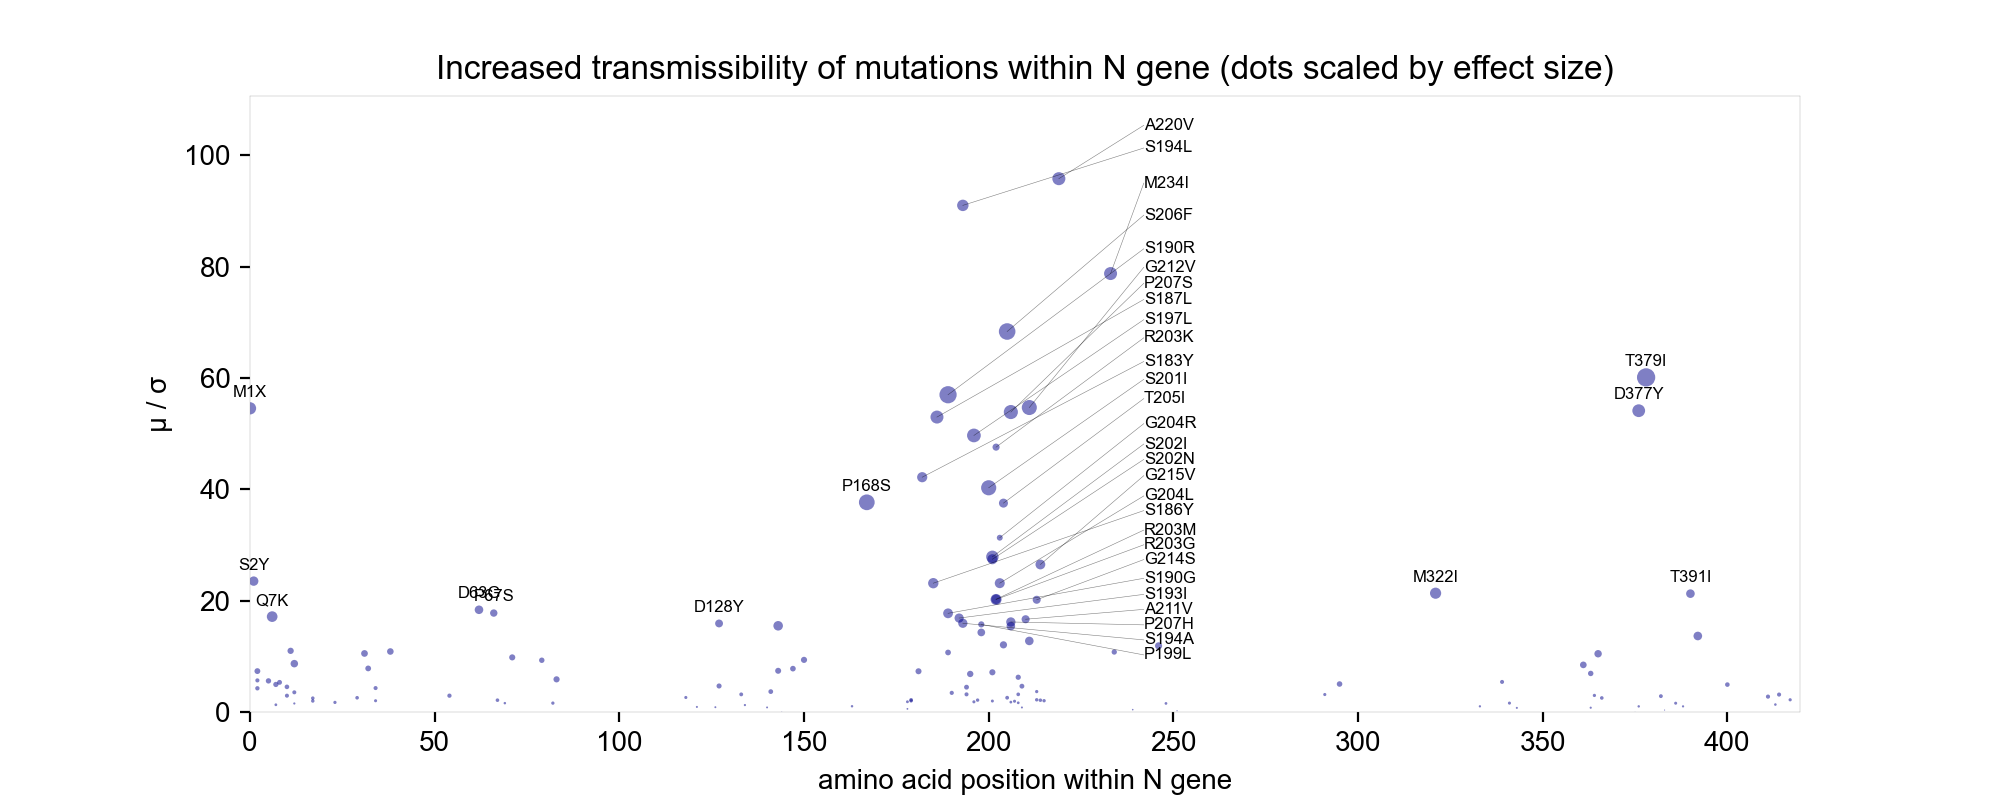 Increased transmissibility of mutations within N gene (dots scaled by effect size)
A220V
S194L
M234I
S206F
S190R
G212V
P207S
S187L
S197L
R203K
S183Y
S201I
T205I
G204R
S202I
S202N
G215V
G204L
S186Y
R203M
R203G
G214S
S190G
S193I
A211V
P207H
S194A
P199L
M1X
S2Y
Q7K
D63G
P67S
D128Y
P168S
M322I
T379I
D377Y
T391I
100
80
60
40
20
0
μ / σ
0 50 100 150 200 250 300 350 400
amino acid position within N gene